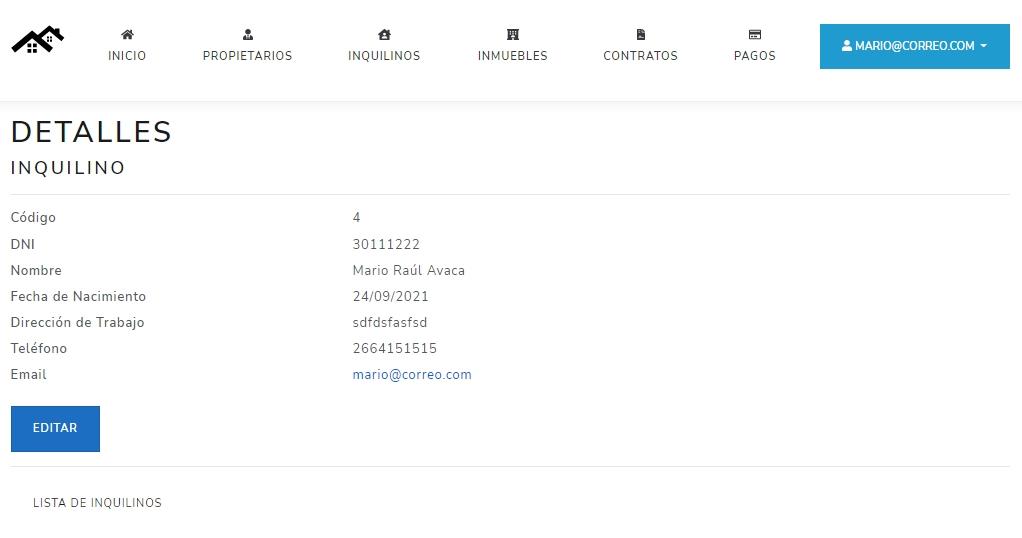 INICIO PROPIETARIOS INQUILINOS INMUEBLES CONTRATOS PAGOS MARIO@CORREO.COM
DETALLES
INQUILINO
Código 4
DNI 30111222
Nombre Mario Raúl Avaca
Fecha de Nacimiento 24/09/2021
Dirección de Trabajo sdfdsfasfsd
Teléfono 2664151515
Email mario@correo.com
EDITAR
LISTA DE INQUILINOS